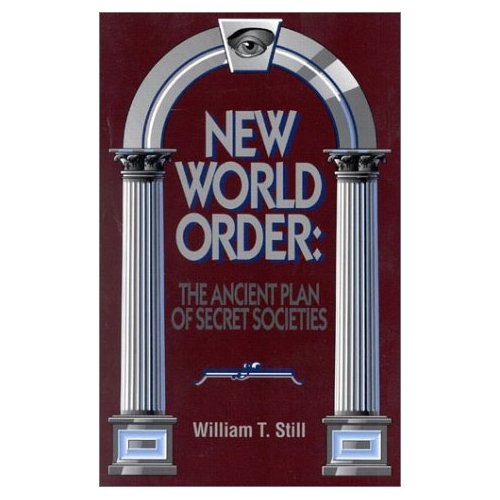 NEW
WORLD
ORDER:
THE ANCIENT PLAN
OF SECRET SOCIETIES
William T. Still